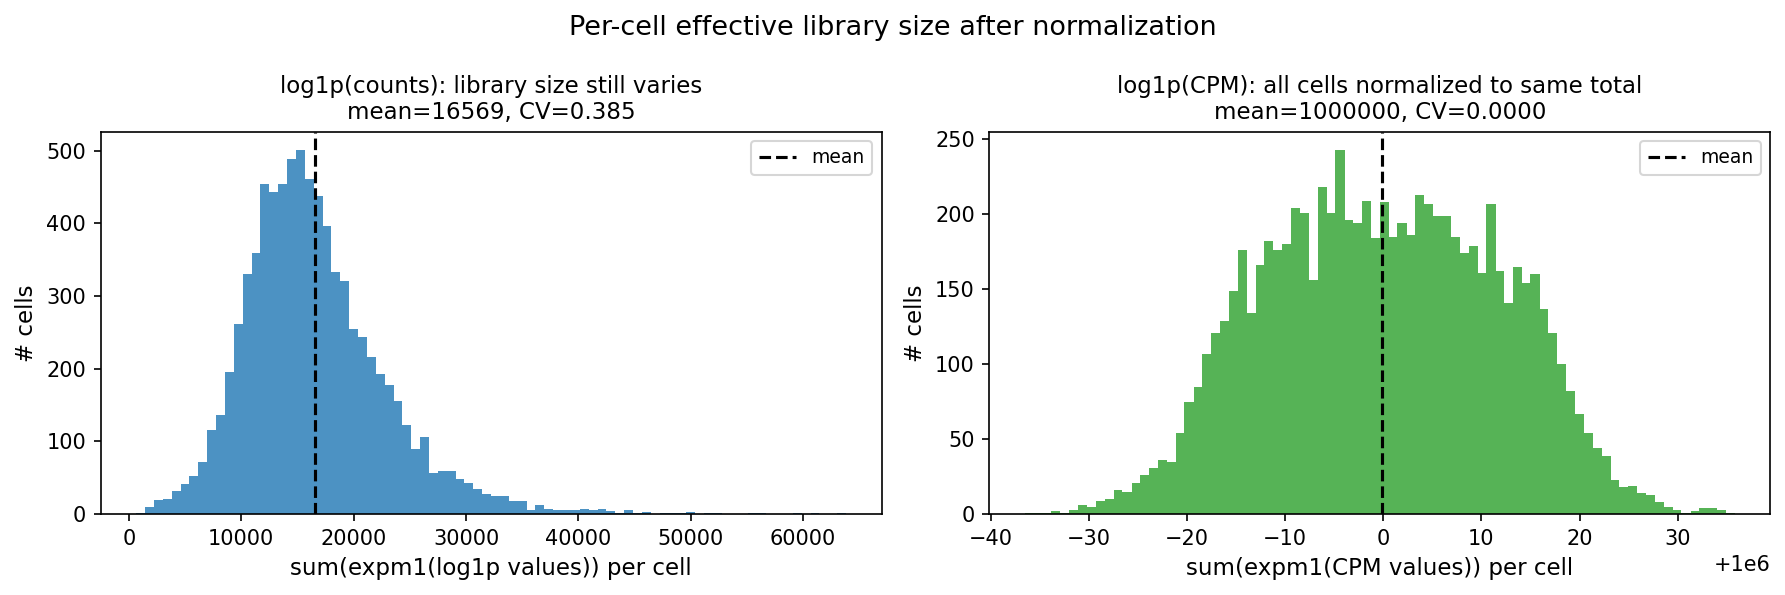 Per-cell effective library size after normalization
log1p(counts): library size still varies
mean=16569, CV=0.385
mean
500
400
300
200
100
0
# cells
0
10000
20000
30000
40000
50000
60000
sum(expm1(log1p values)) per cell
log1p(CPM): all cells normalized to same total
mean=1000000, CV=0.0000
mean
250
200
150
100
50
0
# cells
−40
−30
−20
−10
0
10
20
30
+1e6
sum(expm1(CPM values)) per cell